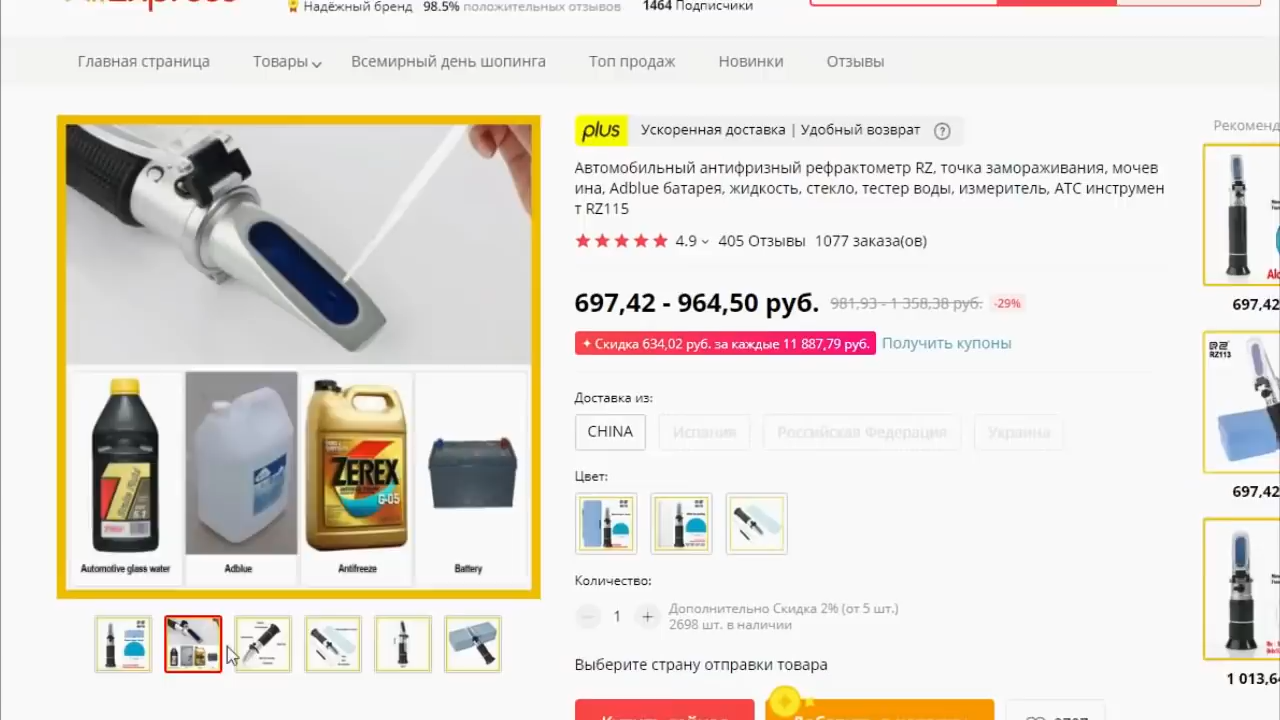 Надёжный бренд 98.5% положительных отзывов 1464 Подписчики
Главная страница Товары Всемирный день шопинга Топ продаж Новинки Отзывы
plus Ускоренная доставка | Удобный возврат ?
Рекоменд
Автомобильный антифризный рефрактометр RZ, точка замораживания, мочев
ина, Adblue батарея, жидкость, стекло, тестер воды, измеритель, АТС инструмен
т RZ115
4.9 405 Отзывы 1077 заказа(ов)
697,42 - 964,50 руб. 981,93 - 1 358,38 руб. -29%
697,42
Скидка 634,02 руб. за каждые 11 887,79 руб. Получить купоны
RZ
RZ113
Доставка из:
CHINA Испания Российская Федерация Украина
ZEREX
G-05
Цвет:
697,42
Automotive glass water Adblue Antifreeze Battery
Количество:
1 Дополнительно Скидка 2% (от 5 шт.)
2698 шт. в наличии
Выберите страну отправки товара
1 013,64